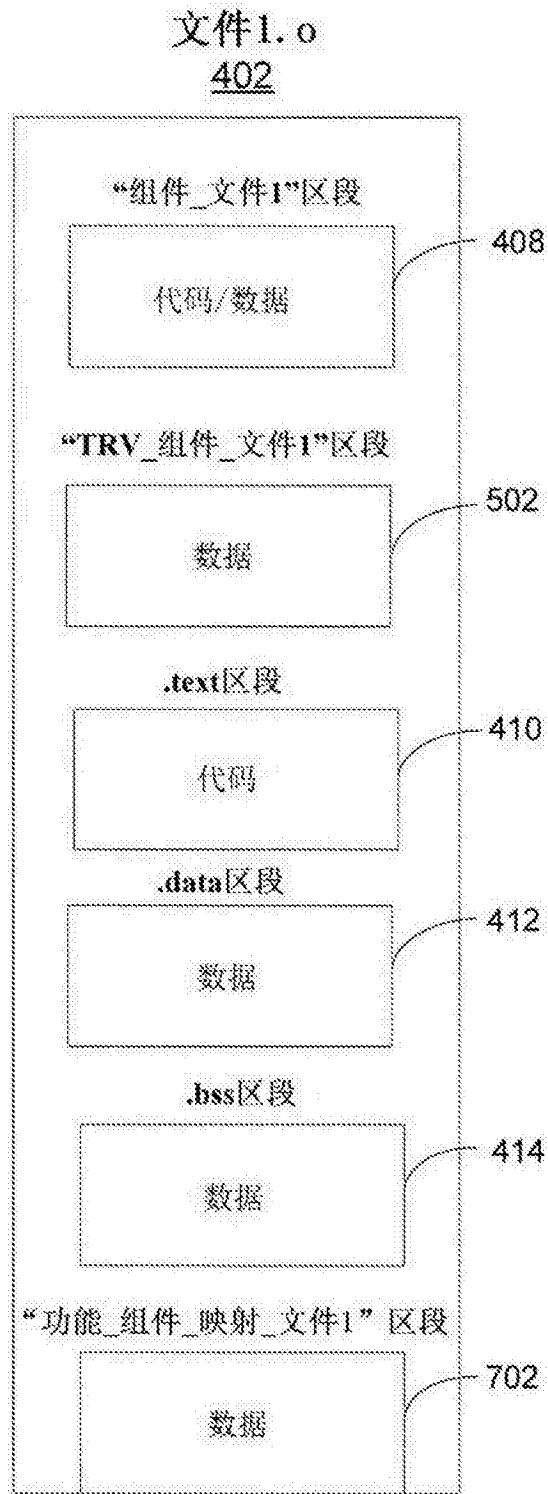 文件1.o
402
“组件_文件1”区段
代码/数据
408
“TRV_组件_文件1”区段
数据
502
.text区段
代码
410
.data区段
数据
412
.bss区段
数据
414
“功能_组件_映射_文件1”区段
数据
702